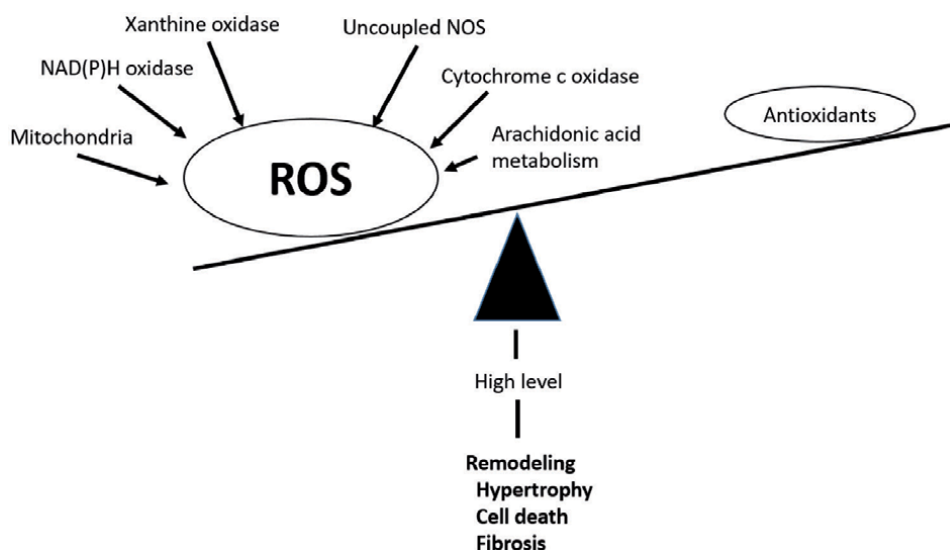 Xanthine oxidase
Uncoupled NOS
NAD(P)H oxidase
Cytochrome c oxidase
Mitochondria
Arachidonic acid
metabolism
ROS
Antioxidants
High level
Remodeling
Hypertrophy
Cell death
Fibrosis